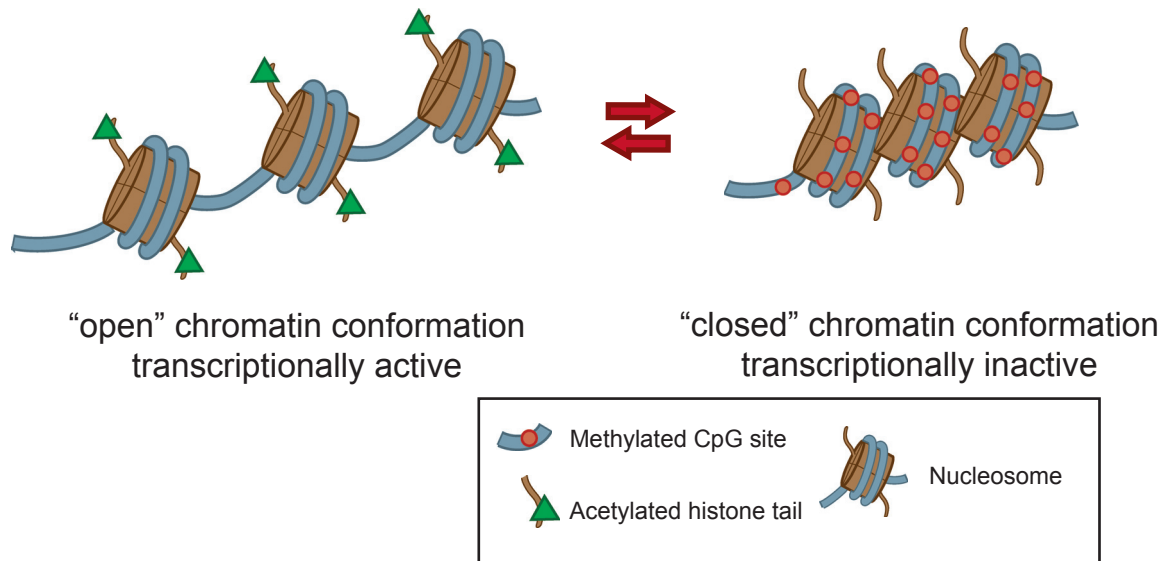 “open” chromatin conformation
transcriptionally active
“closed” chromatin conformation
transcriptionally inactive
Methylated CpG site
Nucleosome
Acetylated histone tail